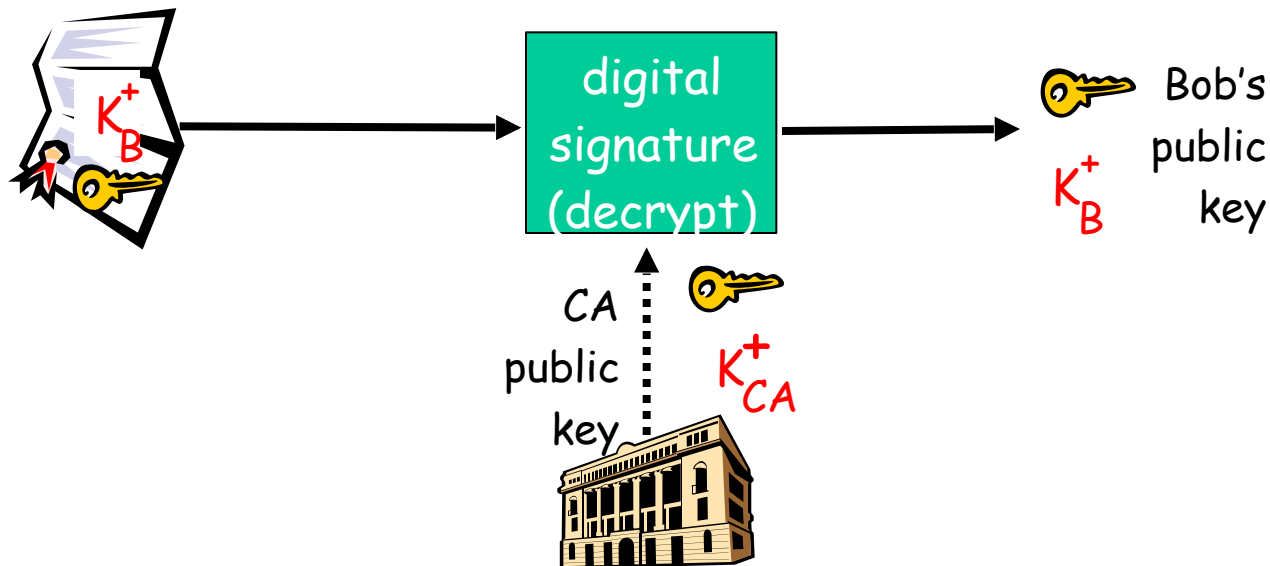 K+B
digital
signature
(decrypt)
Bob's
public
key
K+B
CA
public
key
K+CA